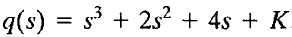 q(s) = s³ + 2s² + 4s + K